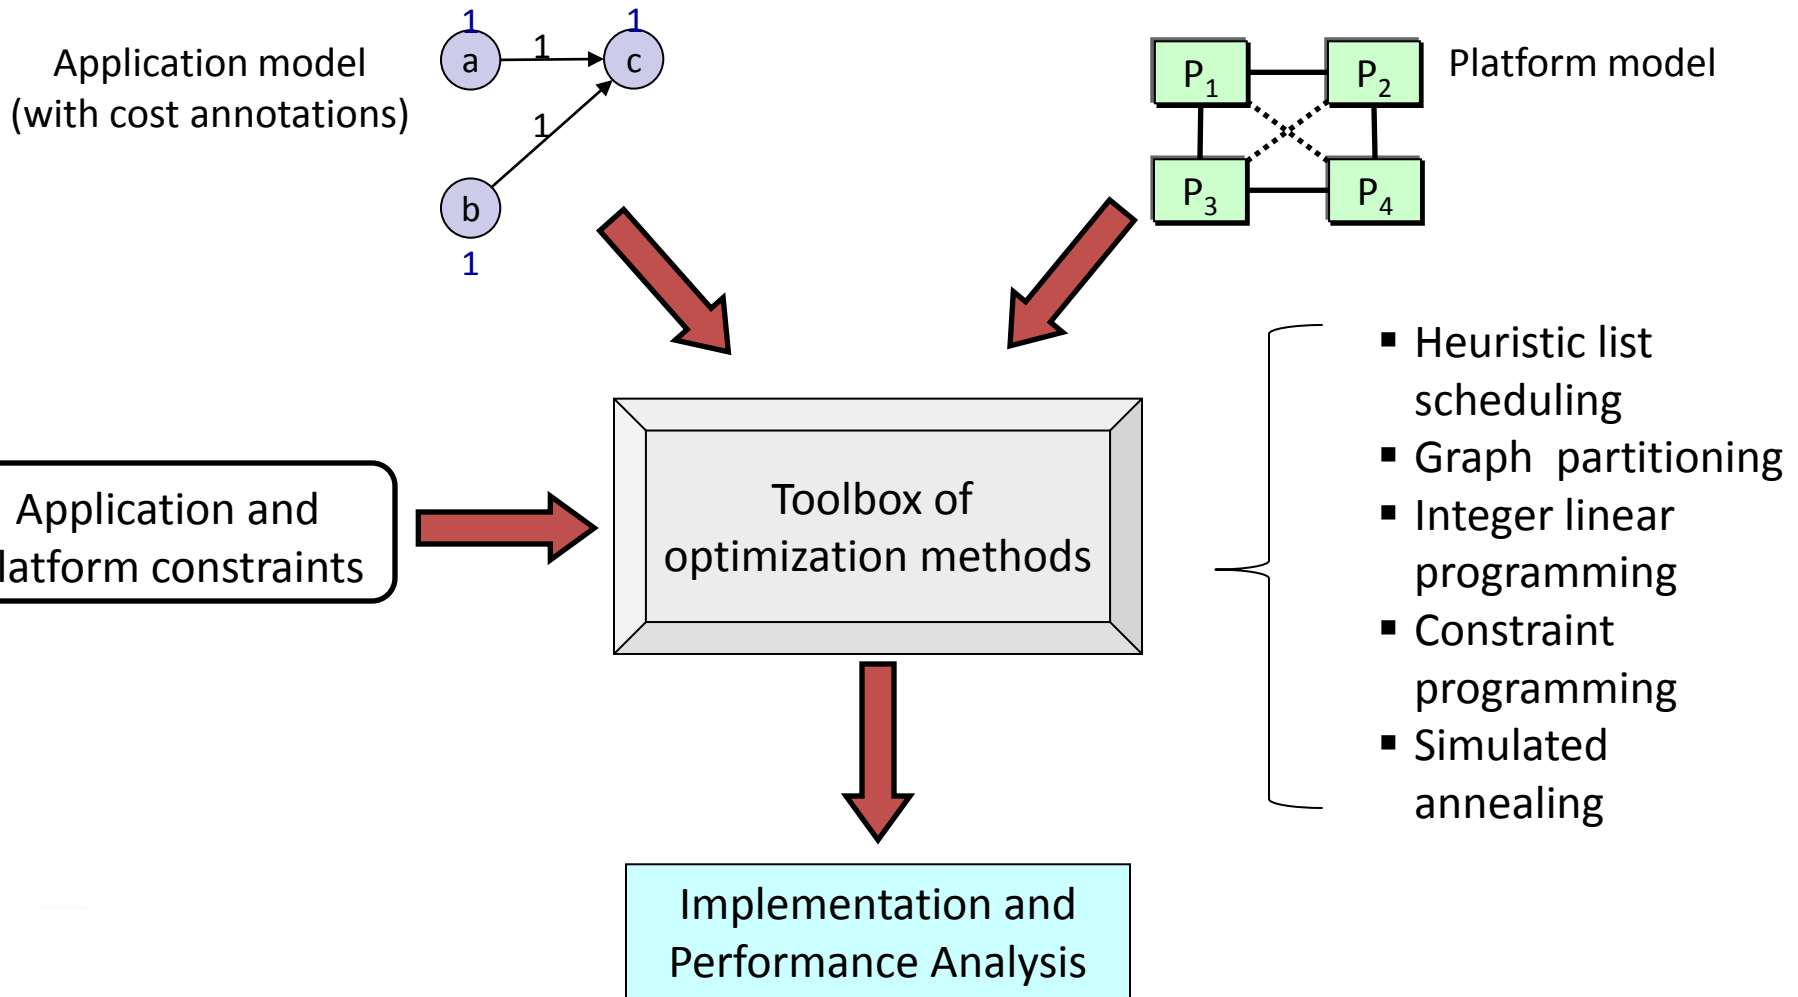 Application model
(with cost annotations)
1
1
a
1
c
1
b
1
P1
P2
P3
P4
Platform model
Application and
latform constraints
Toolbox of
optimization methods
▪ Heuristic list
scheduling
▪ Graph partitioning
▪ Integer linear
programming
▪ Constraint
programming
▪ Simulated
annealing
Implementation and
Performance Analysis